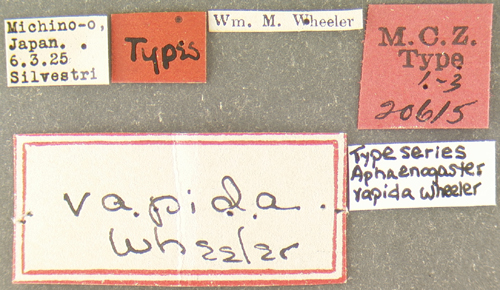 Michino-o,
Japan.
6.3.25
Silvestri
Types
Wm. M. Wheeler
M.C.Z.
Type
1-3
20615
vapida
Wheeler
Type series
Aphaenogaster
vapida Wheeler